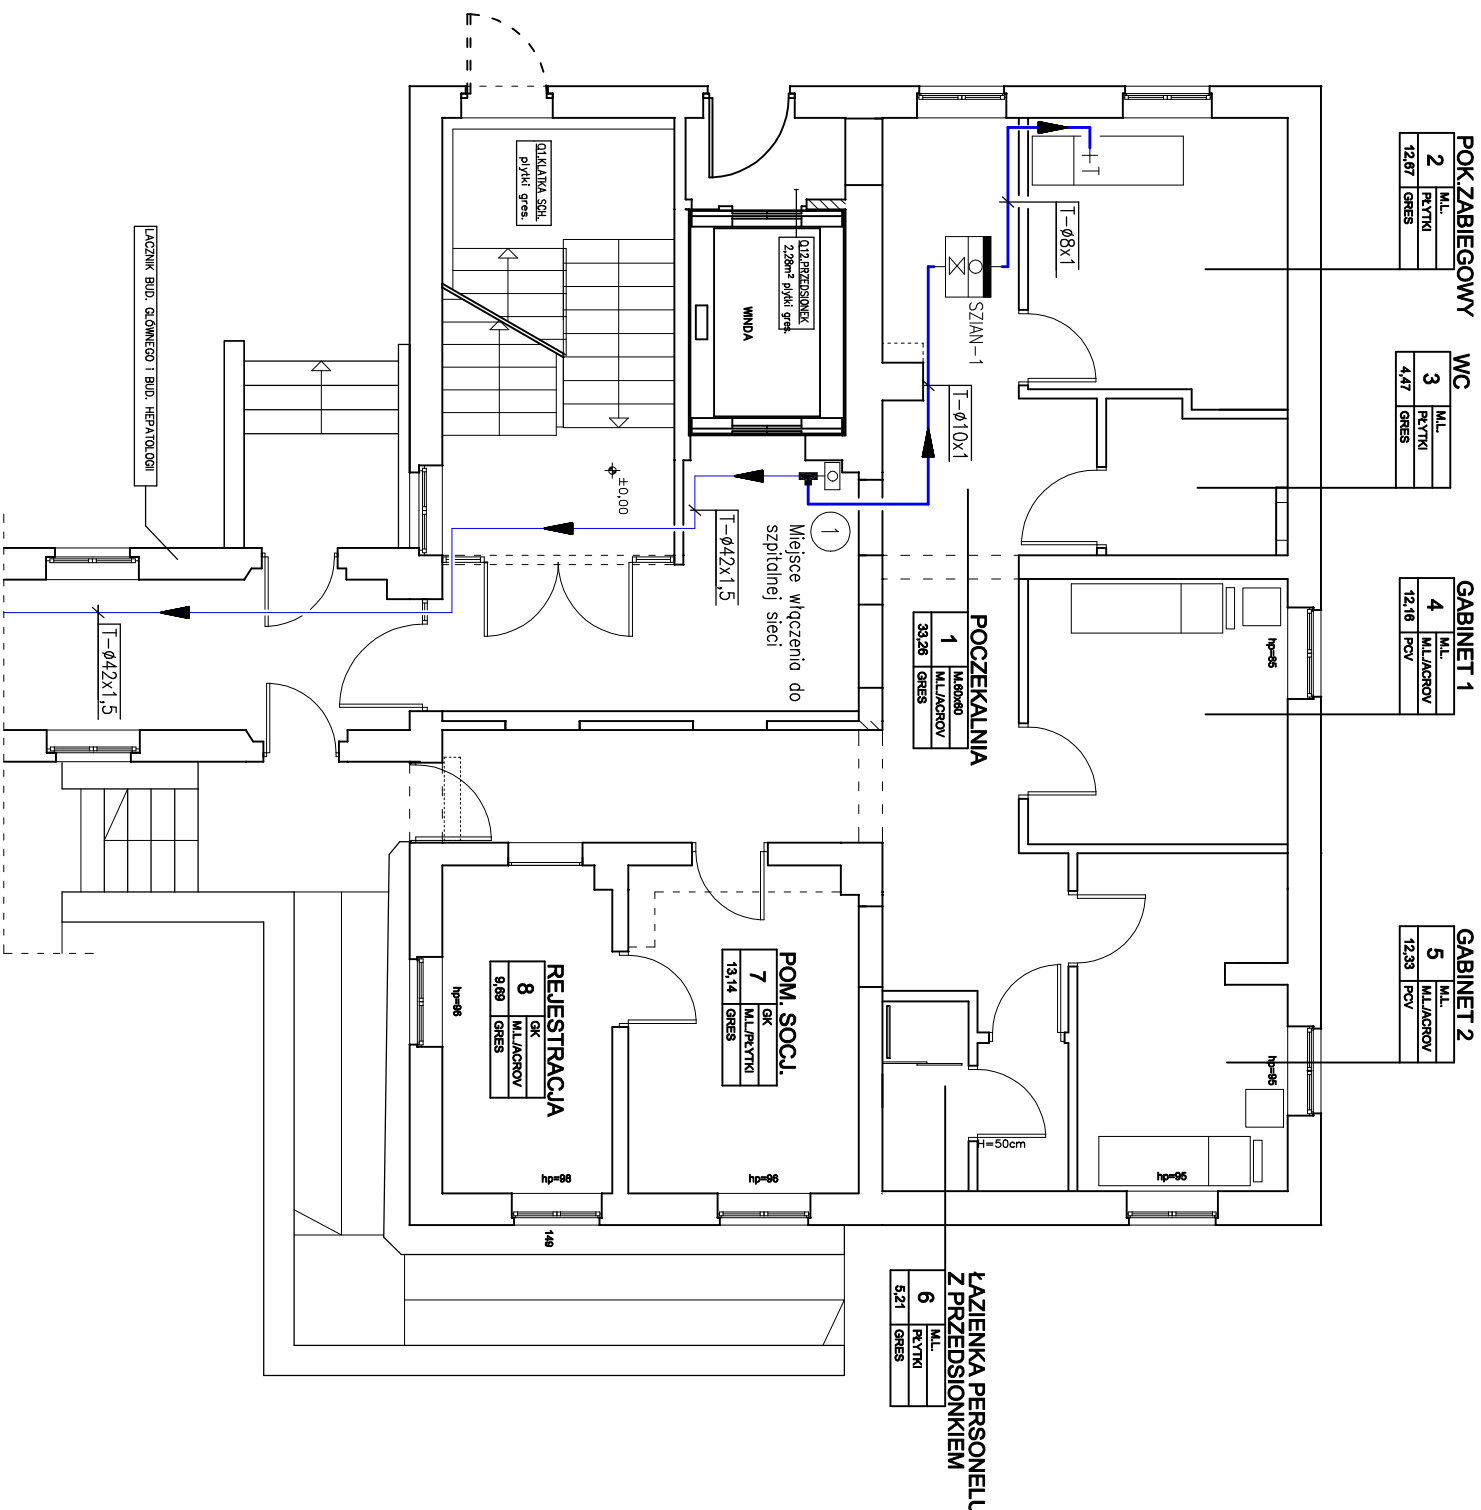 POK.ZABIEGOWY
2
12,67
M.L.
PŁYTKI
GRES
WC
3
4,47
M.L.
PŁYTKI
GRES
GABINET 1
4
12,16
M.L.
M.L./ACROV
PCV
GABINET 2
5
12,33
M.L.
M.L./ACROV
PCV
+T
T-ø8x1
SZIAN-1
T-ø10x1
01.KLATKA SCH.
płytki gres.
012.PRZEDSIONEK
2,28m² płytki gres.
WINDA
±0,00
1
Miejsce włączenia do
szpitalnej sieci
T-ø42x1,5
T-ø42x1,5
ŁACZNIK BUD. GŁÓWNEGO I BUD. HEPATOLOGII
POCZEKALNIA
1
33,26
M.60x60
M.L./ACROV
GRES
hp=85
hp=95
hp=95
H=50cm
POM. SOCJ.
7
13,14
GK
M.L./PŁYTKI
GRES
hp=96
REJESTRACJA
8
9,69
GK
M.L./ACROV
GRES
hp=96
hp=98
149
ŁAZIENKA PERSONELU
Z PRZEDSIONKIEM
6
5,21
M.L.
PŁYTKI
GRES